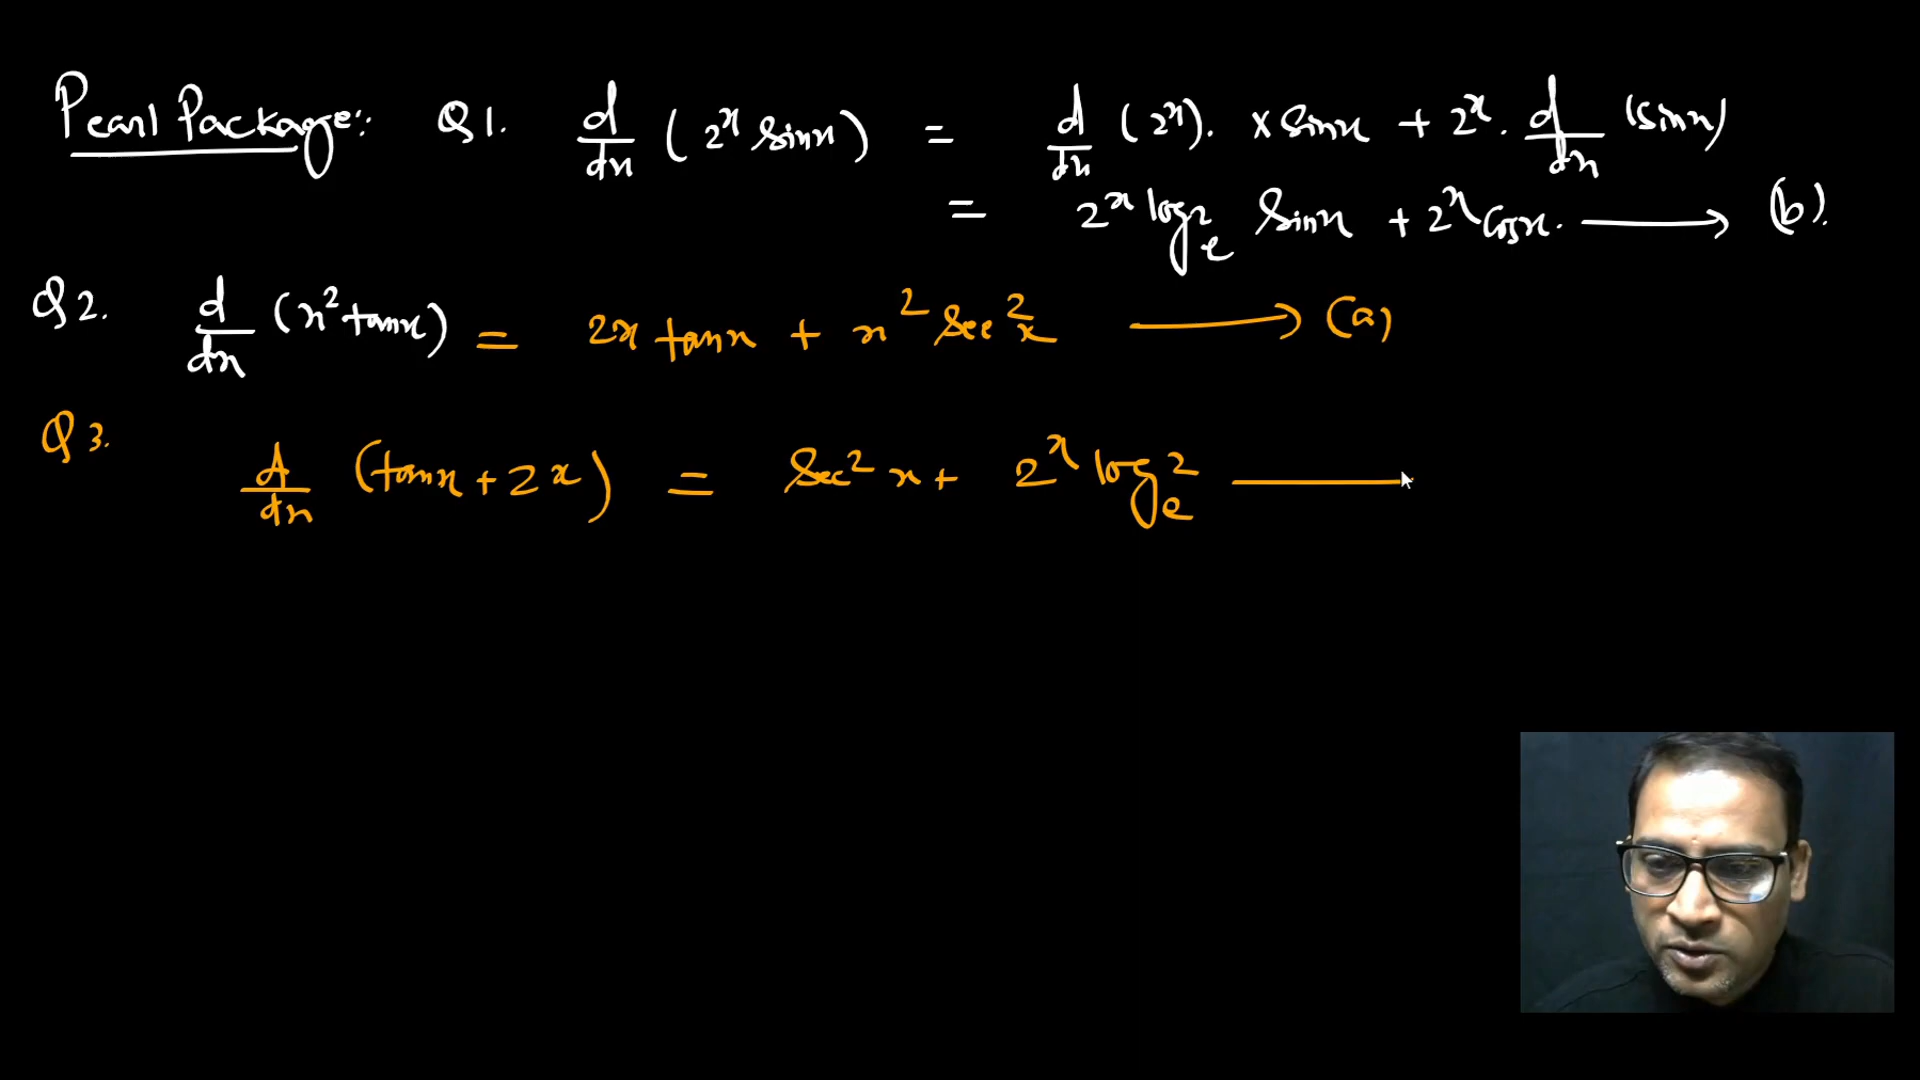 Pearl Package:: Q1. d/dx (2^x sinx) = d/dx (2^x). x sinx + 2^x. d/dx (sinx)
= 2^x log_e^2 sinx + 2^x cosx. ⟶ (b).
Q2. d/dx (x^2 tanx) = 2x tanx + x^2 sec^2 x ⟶ (a)
Q3. d/dx (tanx + 2^x) = sec^2 x + 2^x log_e^2 —